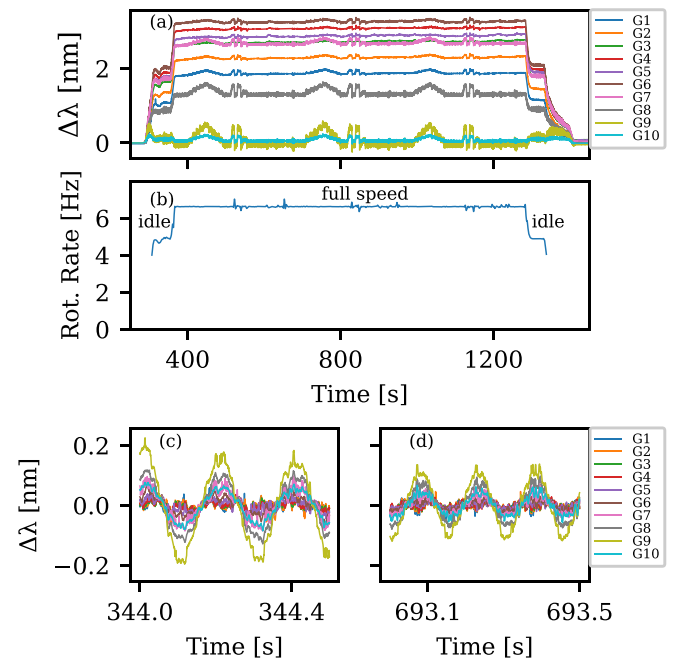 (a)
Δλ [nm]
2
0
G1
G2
G3
G4
G5
G6
G7
G8
G9
G10
(b)
full speed
idle
idle
Rot. Rate [Hz]
6
4
2
0
400
800
1200
Time [s]
(c)
Δλ [nm]
0.2
0.0
−0.2
344.0
344.4
Time [s]
(d)
693.1
693.5
Time [s]
G1
G2
G3
G4
G5
G6
G7
G8
G9
G10